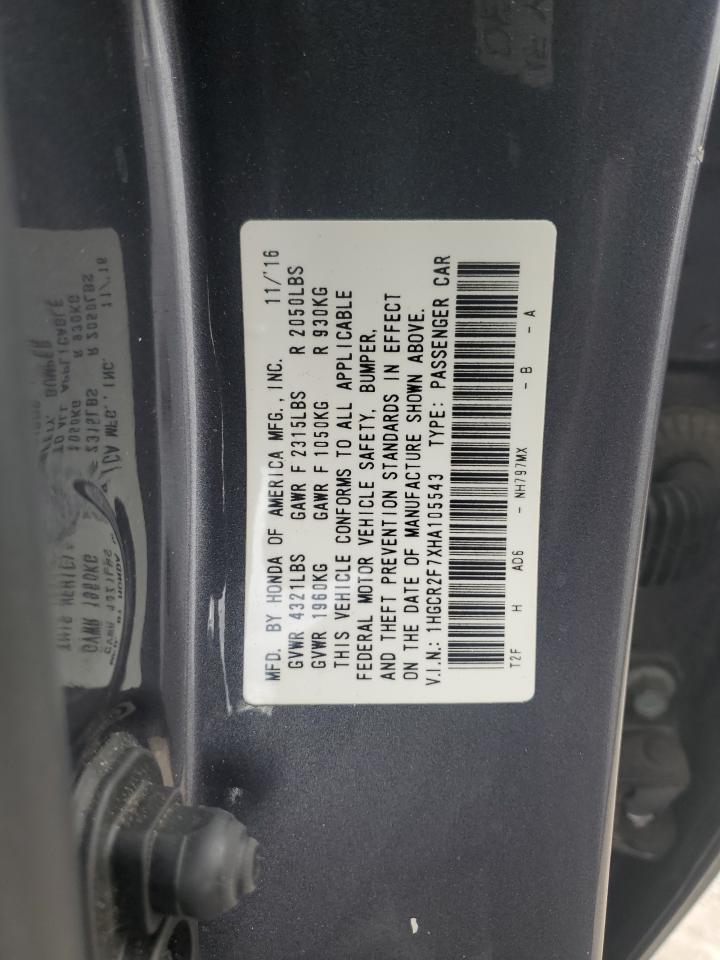 MFD. BY HONDA OF AMERICA MFG., INC. 11/'16
GVWR 4321LBS GAWR F 2315LBS R 2050LBS
GVWR 1960KG GAWR F 1050KG R 930KG
THIS VEHICLE CONFORMS TO ALL APPLICABLE
FEDERAL MOTOR VEHICLE SAFETY, BUMPER,
AND THEFT PREVENTION STANDARDS IN EFFECT
ON THE DATE OF MANUFACTURE SHOWN ABOVE.
V.I.N.: 1HGCR2F7XHA105543 TYPE: PASSENGER CAR
T2F H AD6 - NH797MX - B - A